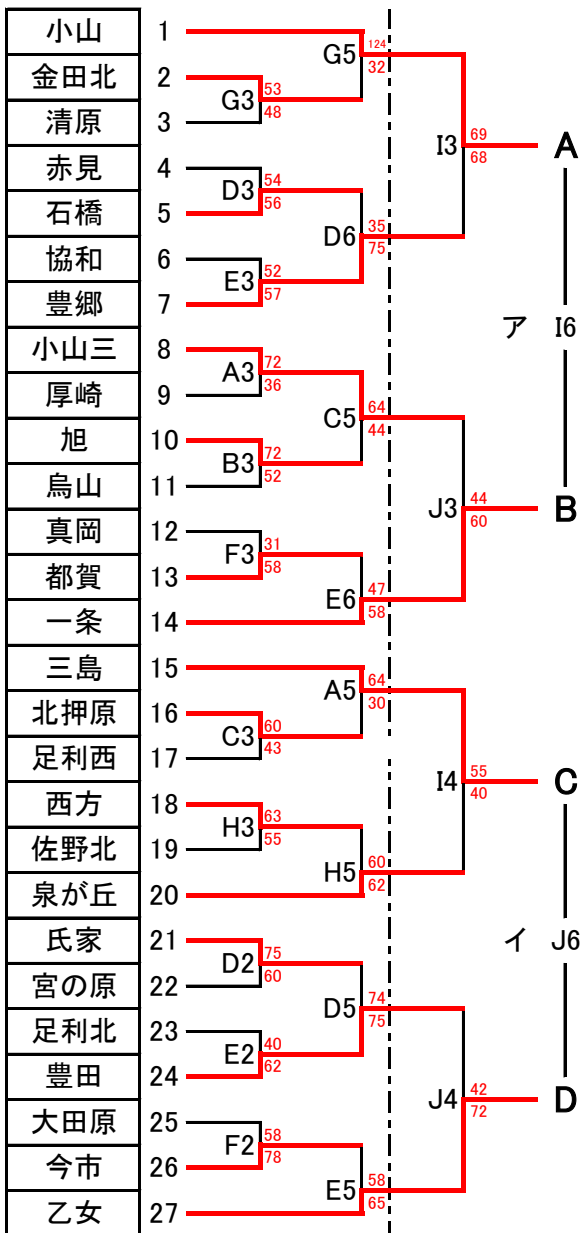 小山 1
G5 124
32
金田北 2
G3 53
48
清原 3
I3 69
68
A
赤見 4
D3 54
56
石橋 5
D6 35
75
協和 6
E3 52
57
豊郷 7
ア I6
小山三 8
A3 72
36
厚崎 9
C5 64
44
旭 10
B3 72
52
烏山 11
J3 44
60
B
真岡 12
F3 31
58
都賀 13
E6 47
58
一条 14
三島 15
A5 64
30
北押原 16
C3 60
43
足利西 17
I4 55
40
C
西方 18
H3 63
55
佐野北 19
H5 60
62
泉が丘 20
氏家 21
D2 75
60
イ J6
宮の原 22
D5 74
75
足利北 23
E2 40
62
豊田 24
J4 42
72
D
大田原 25
F2 58
78
今市 26
E5 58
65
乙女 27